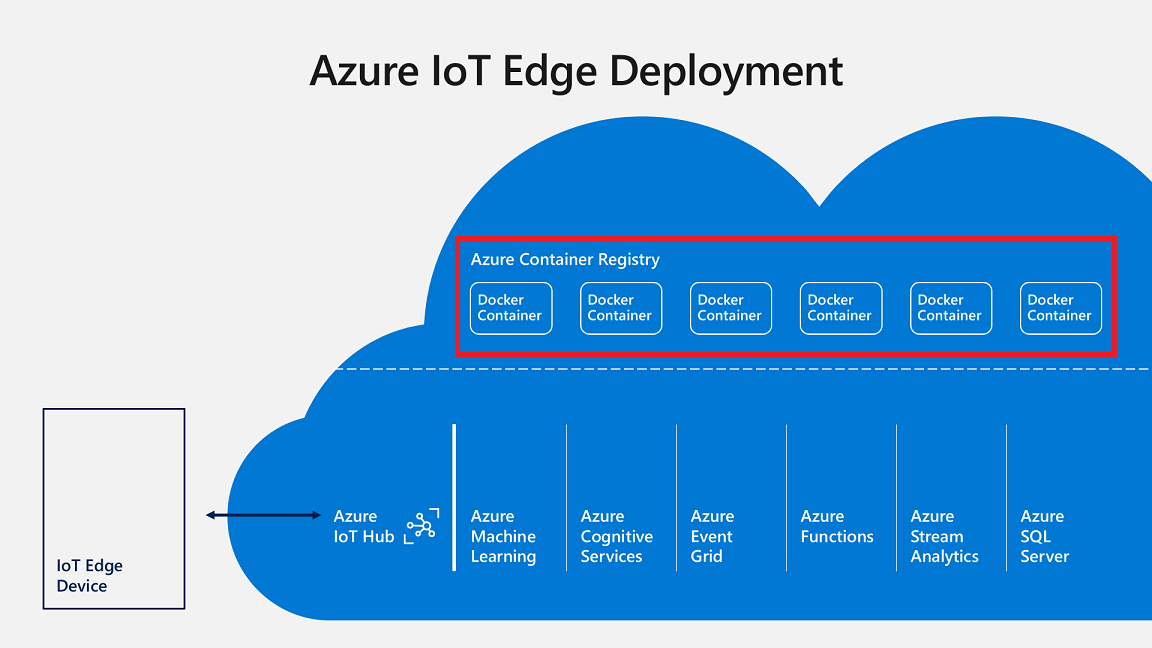 Azure IoT Edge Deployment
Azure Container Registry
Docker
Container
Docker
Container
Docker
Container
Docker
Container
Docker
Container
Docker
Container
IoT Edge
Device
Azure
IoT Hub
Azure
Machine
Learning
Azure
Cognitive
Services
Azure
Event
Grid
Azure
Functions
Azure
Stream
Analytics
Azure
SQL
Server